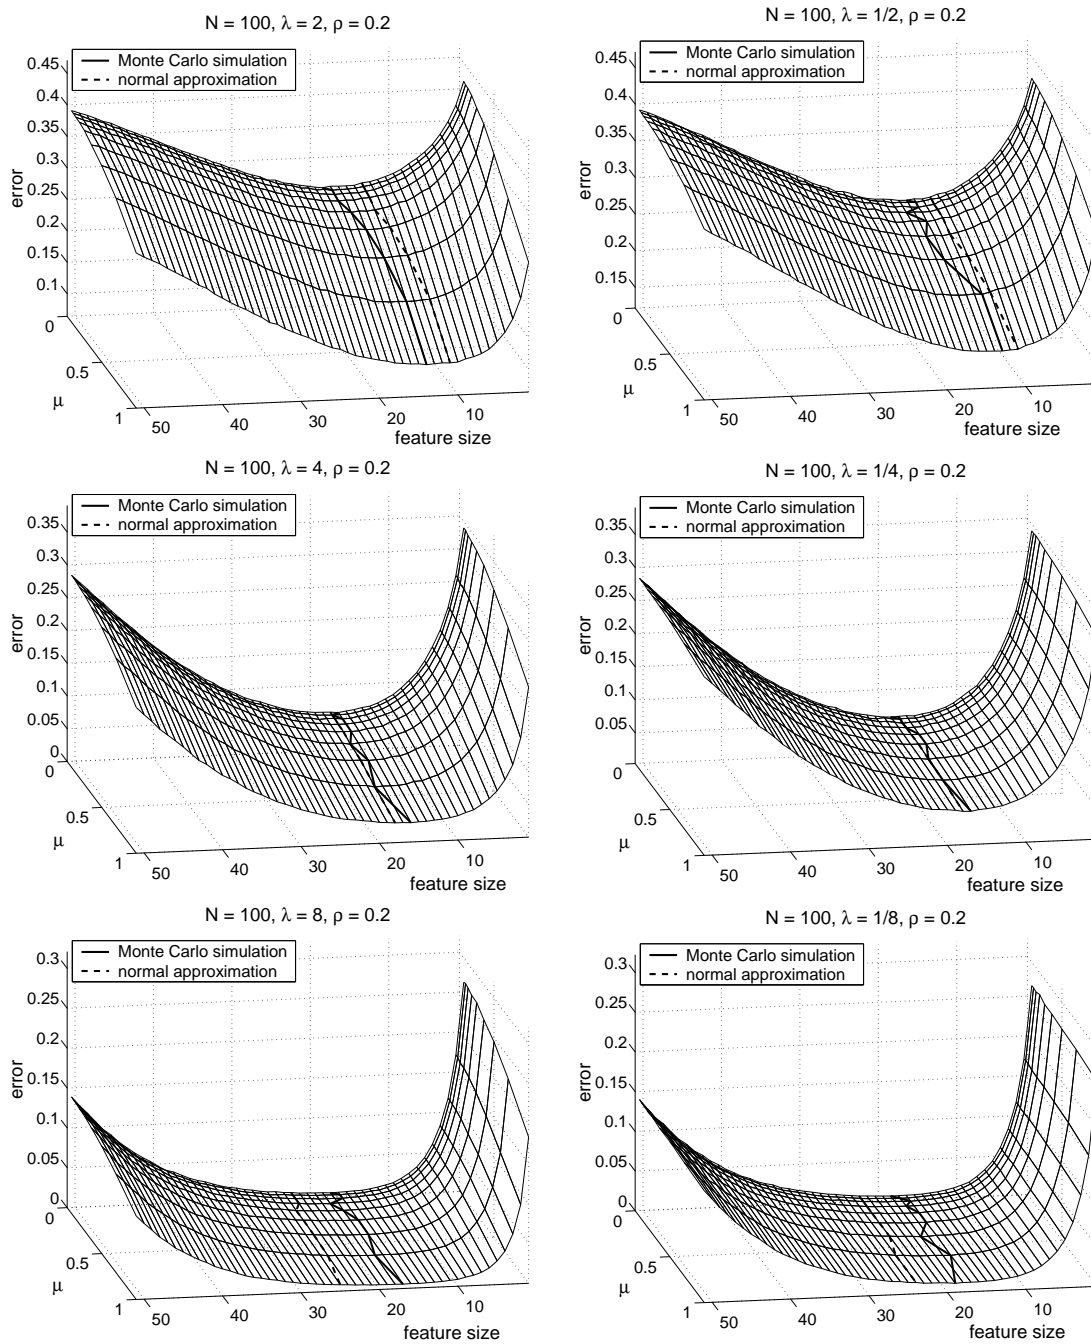 N = 100, λ = 2, ρ = 0.2
Monte Carlo simulation
normal approximation
0.45
0.4
0.35
0.3
0.25
0.2
0.15
0.1
error
0
0.5
1
μ
50
40
30
20
10
feature size
N = 100, λ = 1/2, ρ = 0.2
Monte Carlo simulation
normal approximation
0.45
0.4
0.35
0.3
0.25
0.2
0.15
error
0
0.5
1
μ
50
40
30
20
10
feature size
N = 100, λ = 4, ρ = 0.2
Monte Carlo simulation
normal approximation
0.35
0.3
0.25
0.2
0.15
0.1
0.05
0
error
0
0.5
1
μ
50
40
30
20
10
feature size
N = 100, λ = 1/4, ρ = 0.2
Monte Carlo simulation
normal approximation
0.35
0.3
0.25
0.2
0.15
0.1
0.05
error
0
0.5
1
μ
50
40
30
20
10
feature size
N = 100, λ = 8, ρ = 0.2
Monte Carlo simulation
normal approximation
0.3
0.25
0.2
0.15
0.1
0.05
0
error
0
0.5
1
μ
50
40
30
20
10
feature size
N = 100, λ = 1/8, ρ = 0.2
Monte Carlo simulation
normal approximation
0.3
0.25
0.2
0.15
0.1
0.05
0
error
0
0.5
1
μ
50
40
30
20
10
feature size